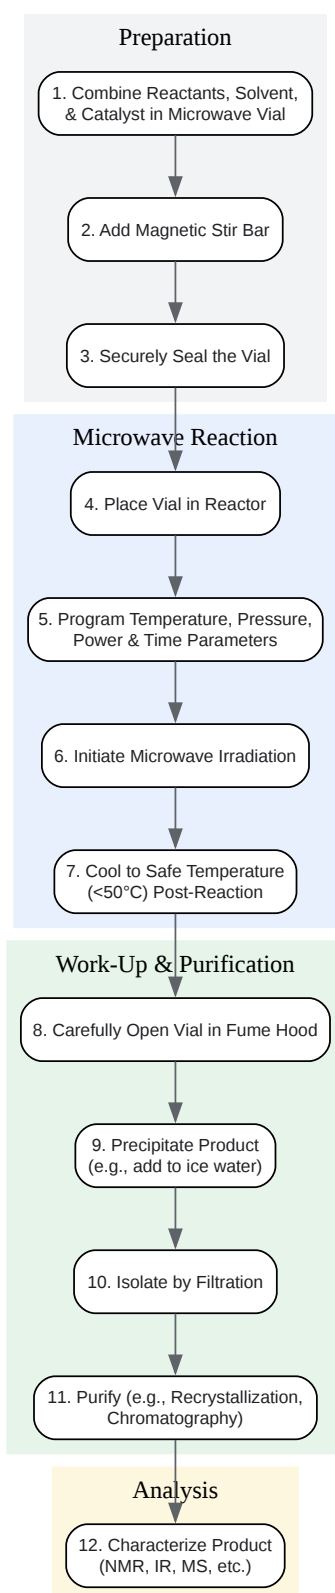 Preparation
1. Combine Reactants, Solvent,
& Catalyst in Microwave Vial
2. Add Magnetic Stir Bar
3. Securely Seal the Vial
Microwave Reaction
4. Place Vial in Reactor
5. Program Temperature, Pressure,
Power & Time Parameters
6. Initiate Microwave Irradiation
7. Cool to Safe Temperature
(<50°C) Post-Reaction
Work-Up & Purification
8. Carefully Open Vial in Fume Hood
9. Precipitate Product
(e.g., add to ice water)
10. Isolate by Filtration
11. Purify (e.g., Recrystallization,
Chromatography)
Analysis
12. Characterize Product
(NMR, IR, MS, etc.)